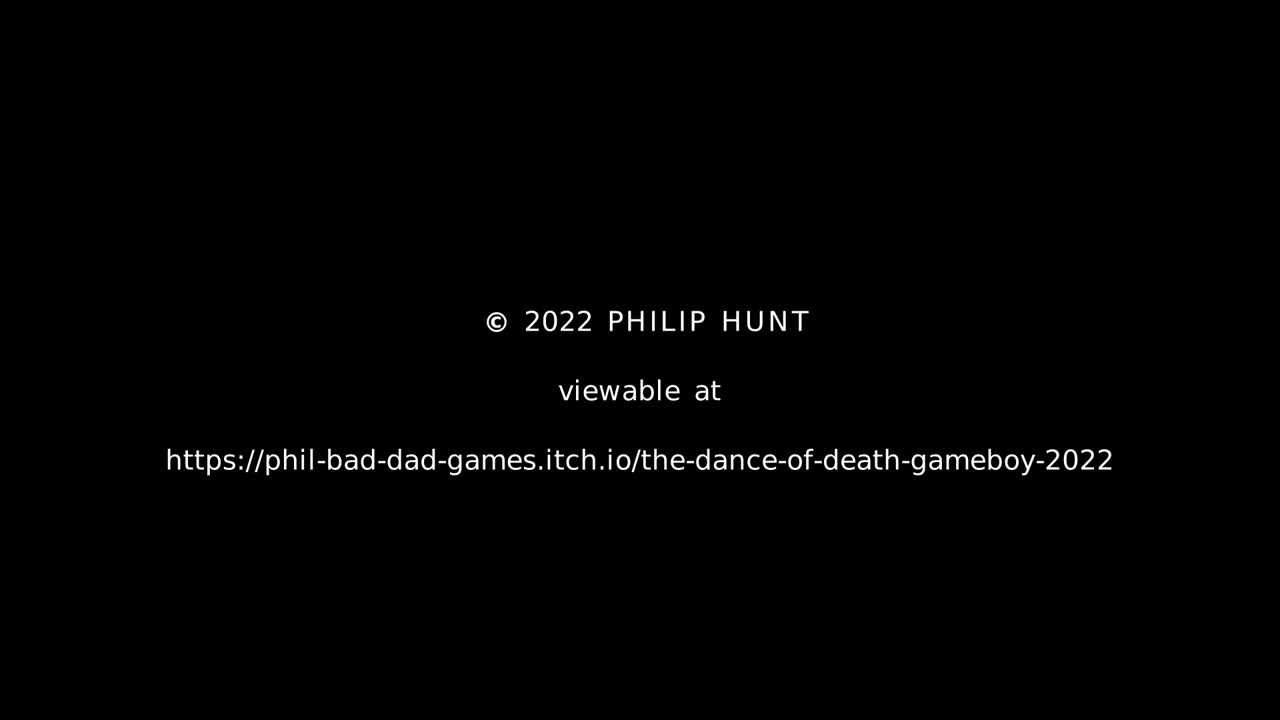 © 2022 PHILIP HUNT
viewable at
https://phil-bad-dad-games.itch.io/the-dance-of-death-gameboy-2022